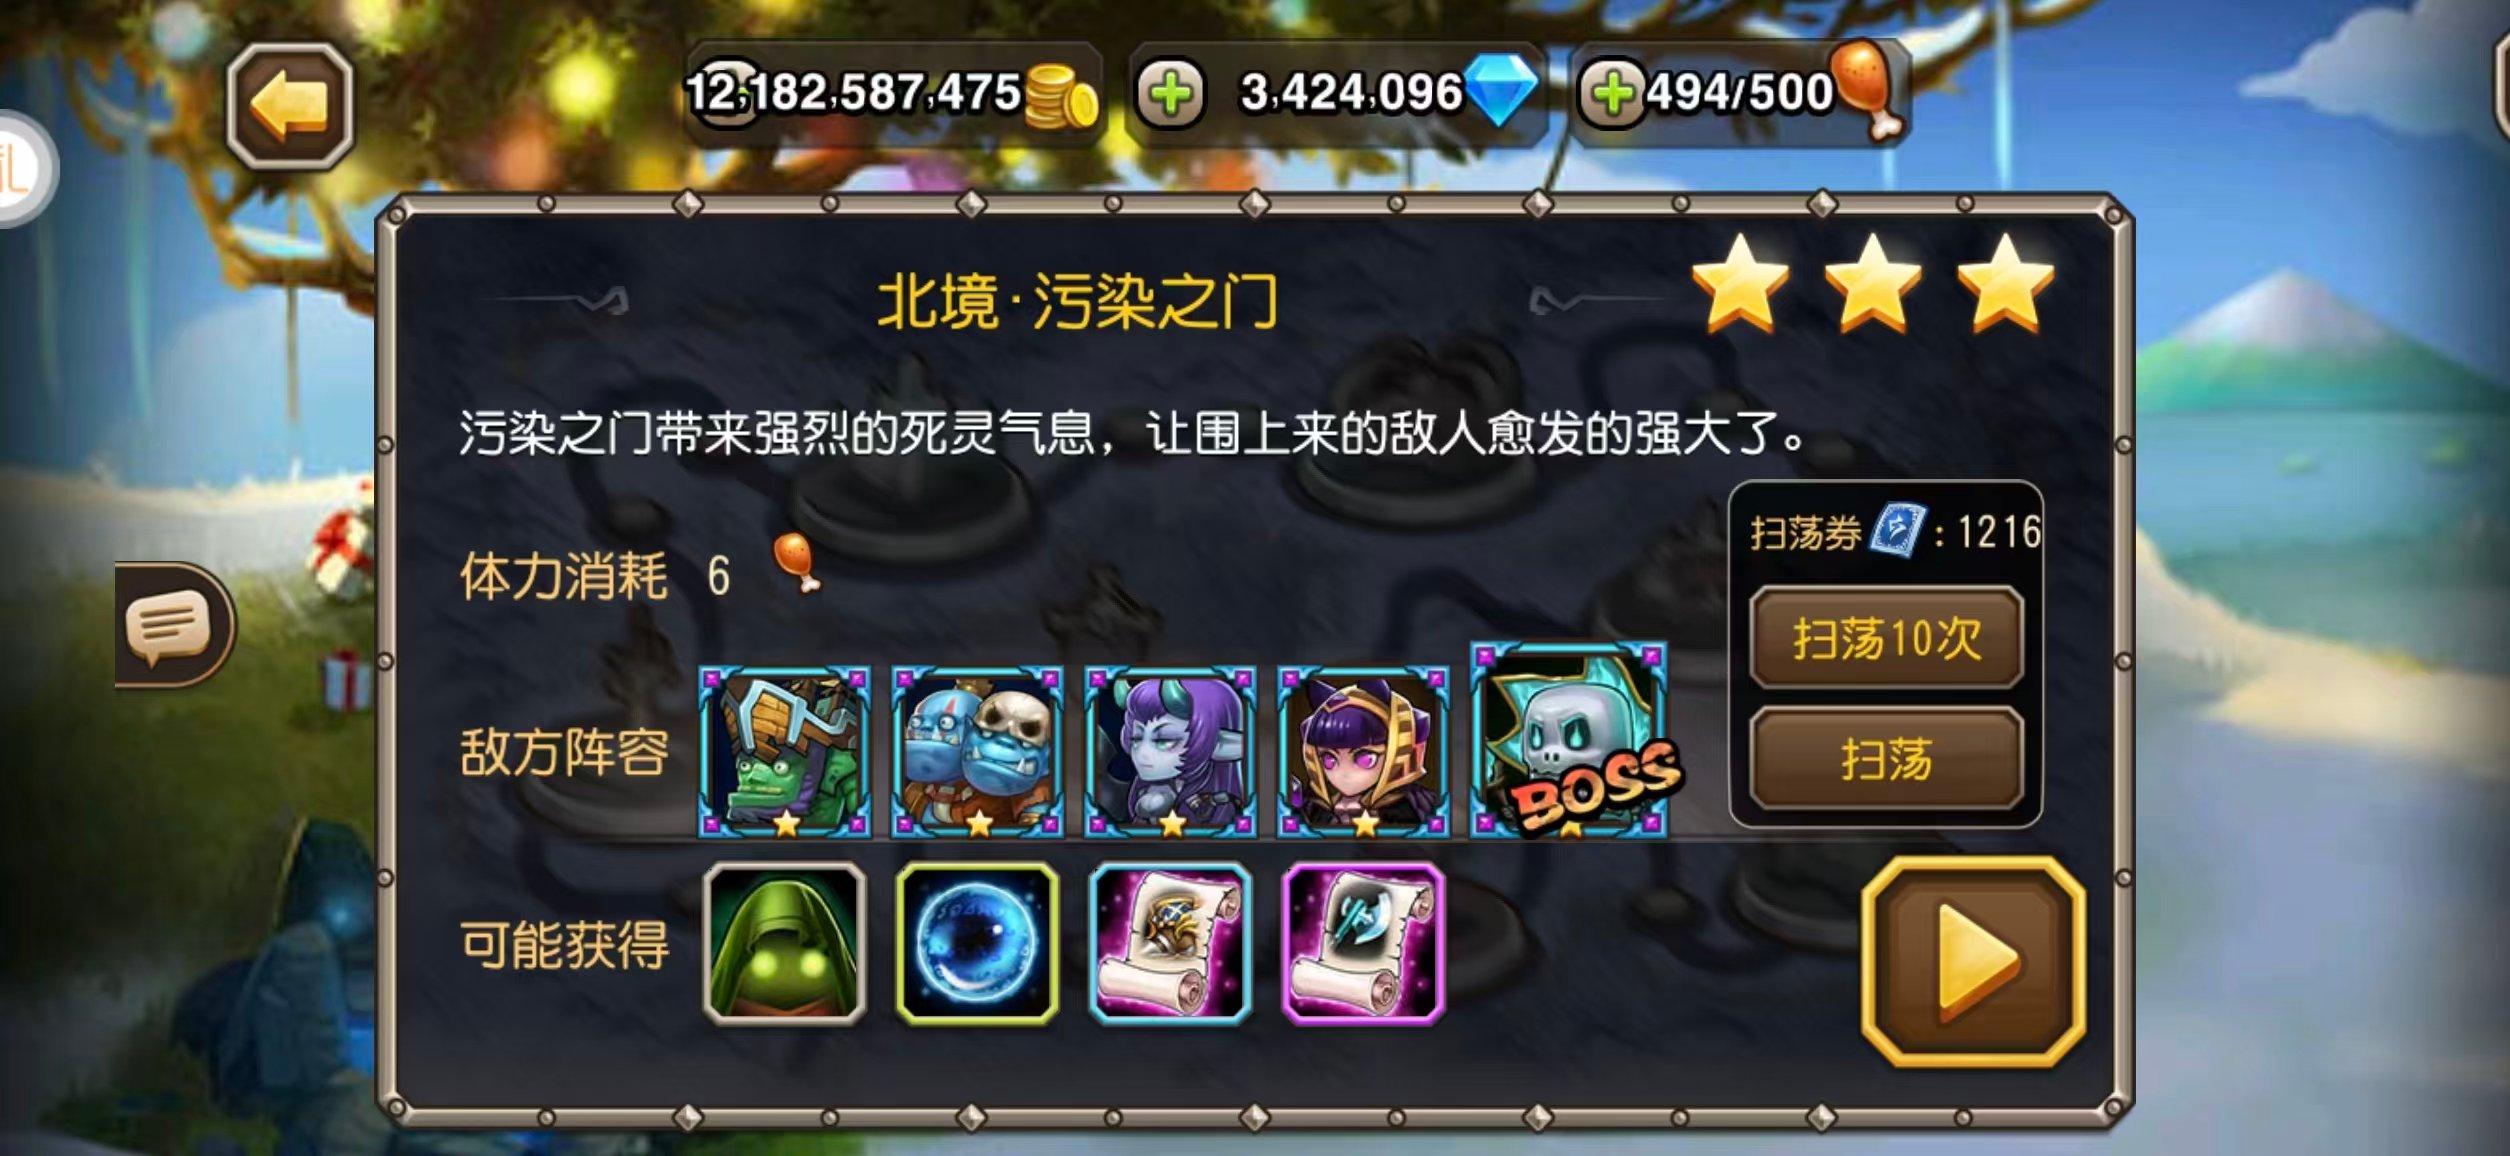 12,182,587,475
3,424,096
494/500
北境·污染之门
污染之门带来强烈的死灵气息，让围上来的敌人愈发的强大了。
扫荡券：1216
体力消耗 6
扫荡10次
敌方阵容
BOSS
扫荡
可能获得